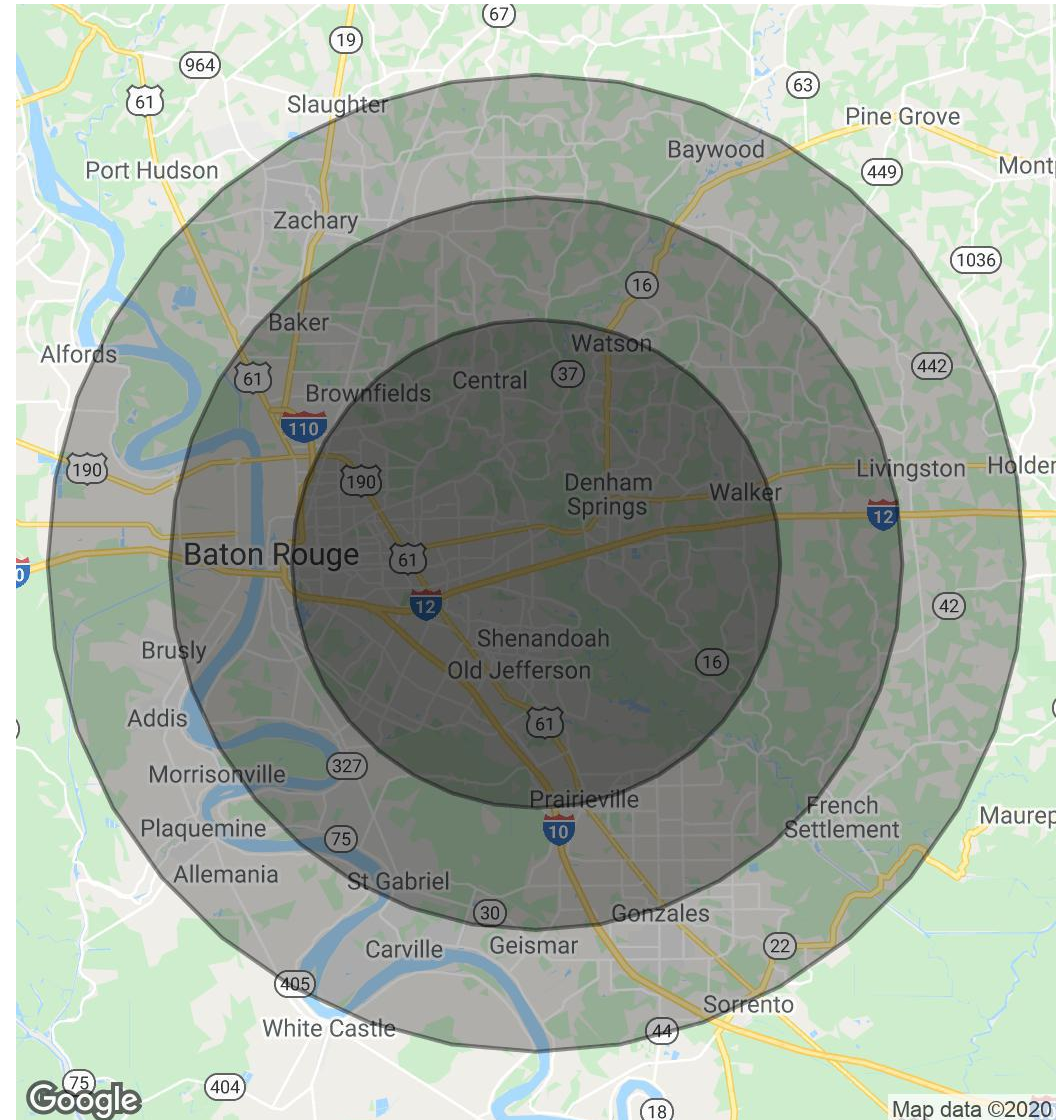 67
19
964
63
61
Slaughter
Pine Grove
Baywood
Port Hudson
449
Zachary
1036
16
Baker
Watson
Alfords
442
61
37
Central
Brownfields
110
190
Livingston
190
Denham
Springs
Walker
12
Baton Rouge
61
12
42
Shenandoah
Brusly
16
Old Jefferson
Addis
61
327
Morrisonville
Prairieville
French
Settlement
Plaquemine
10
75
Allemania
St Gabriel
30
Gonzales
22
Carville
Geismar
405
Sorrento
White Castle
44
75
404
Google
18
Map data ©2020